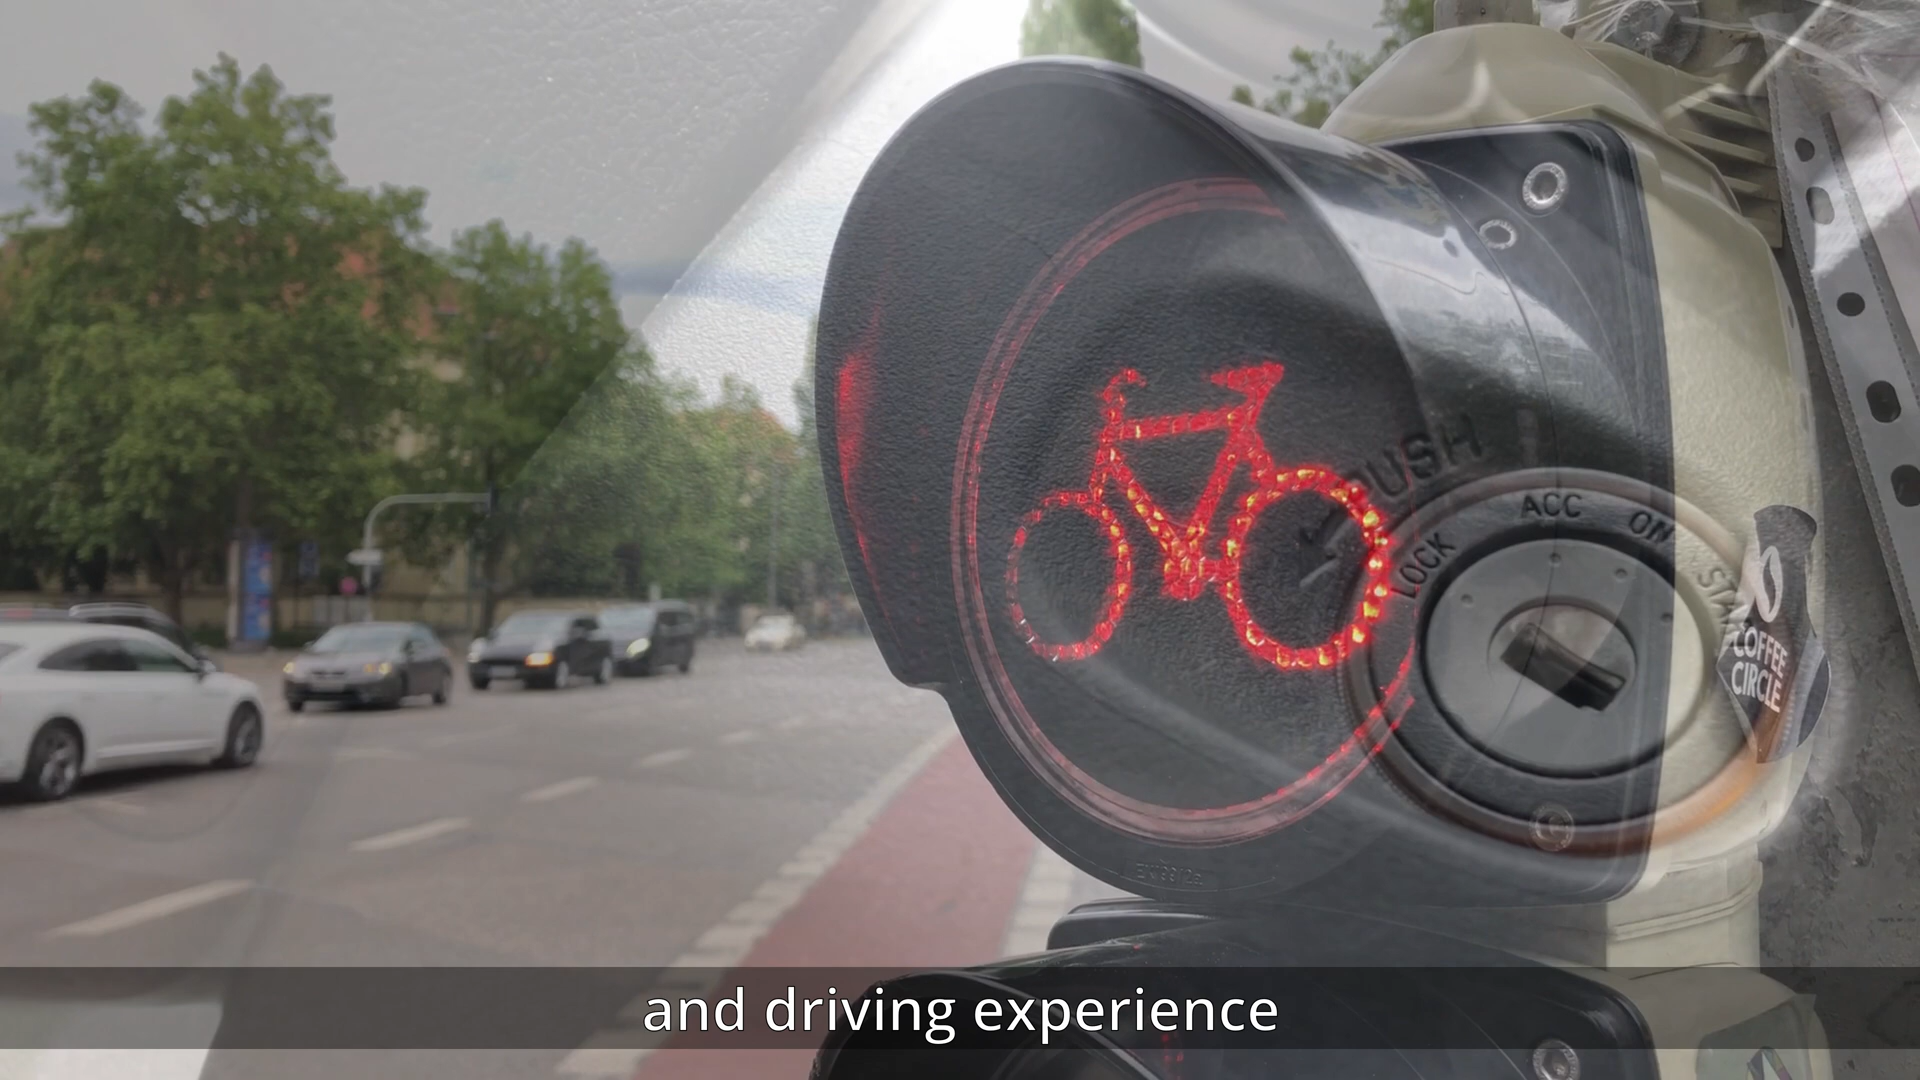 PUSH
ACC
ON
LOCK
COFFEE
CIRCLE
and driving experience